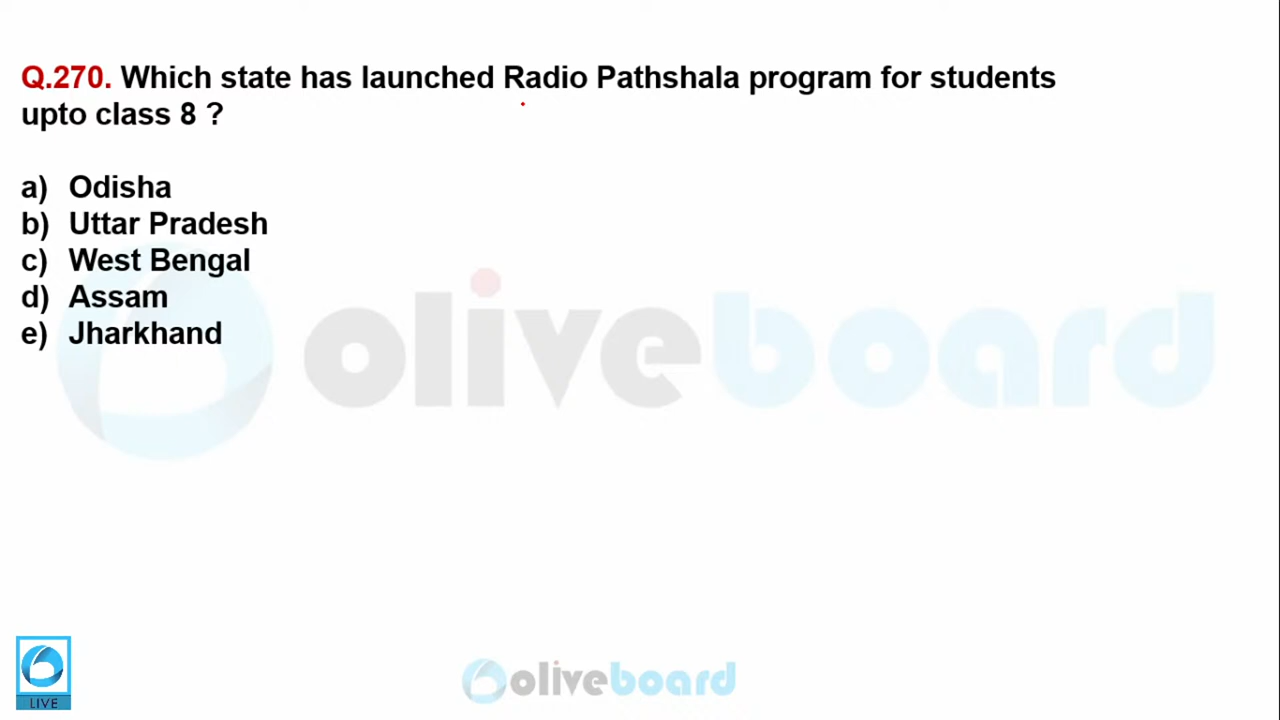 Q.270. Which state has launched Radio Pathshala program for students
upto class 8 ?
a) Odisha
b) Uttar Pradesh
c) West Bengal
d) Assam
e) Jharkhand
oliveboard
LIVE
oliveboard